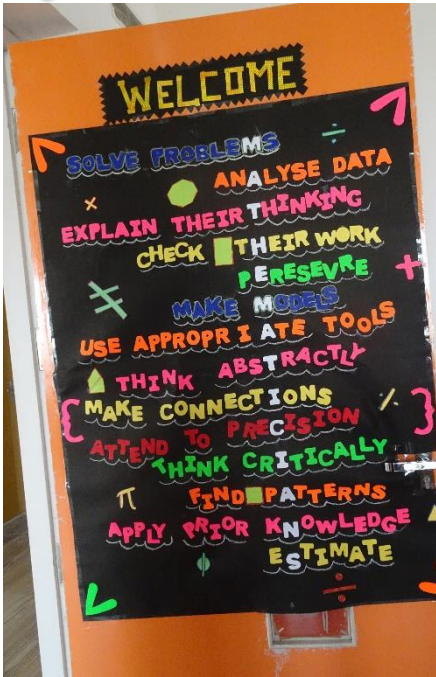 WELCOME
SOLVE PROBLEMS
ANALYSE DATA
EXPLAIN THEIR THINKING
CHECK THEIR WORK
PERESEVRE
MAKE MODELS
USE APPROPRIATE TOOLS
THINK ABSTRACTLY
MAKE CONNECTIONS
ATTEND TO PRECISION
THINK CRITICALLY
FIND PATTERNS
APPLY PRIOR KNOWLEDGE
ESTIMATE